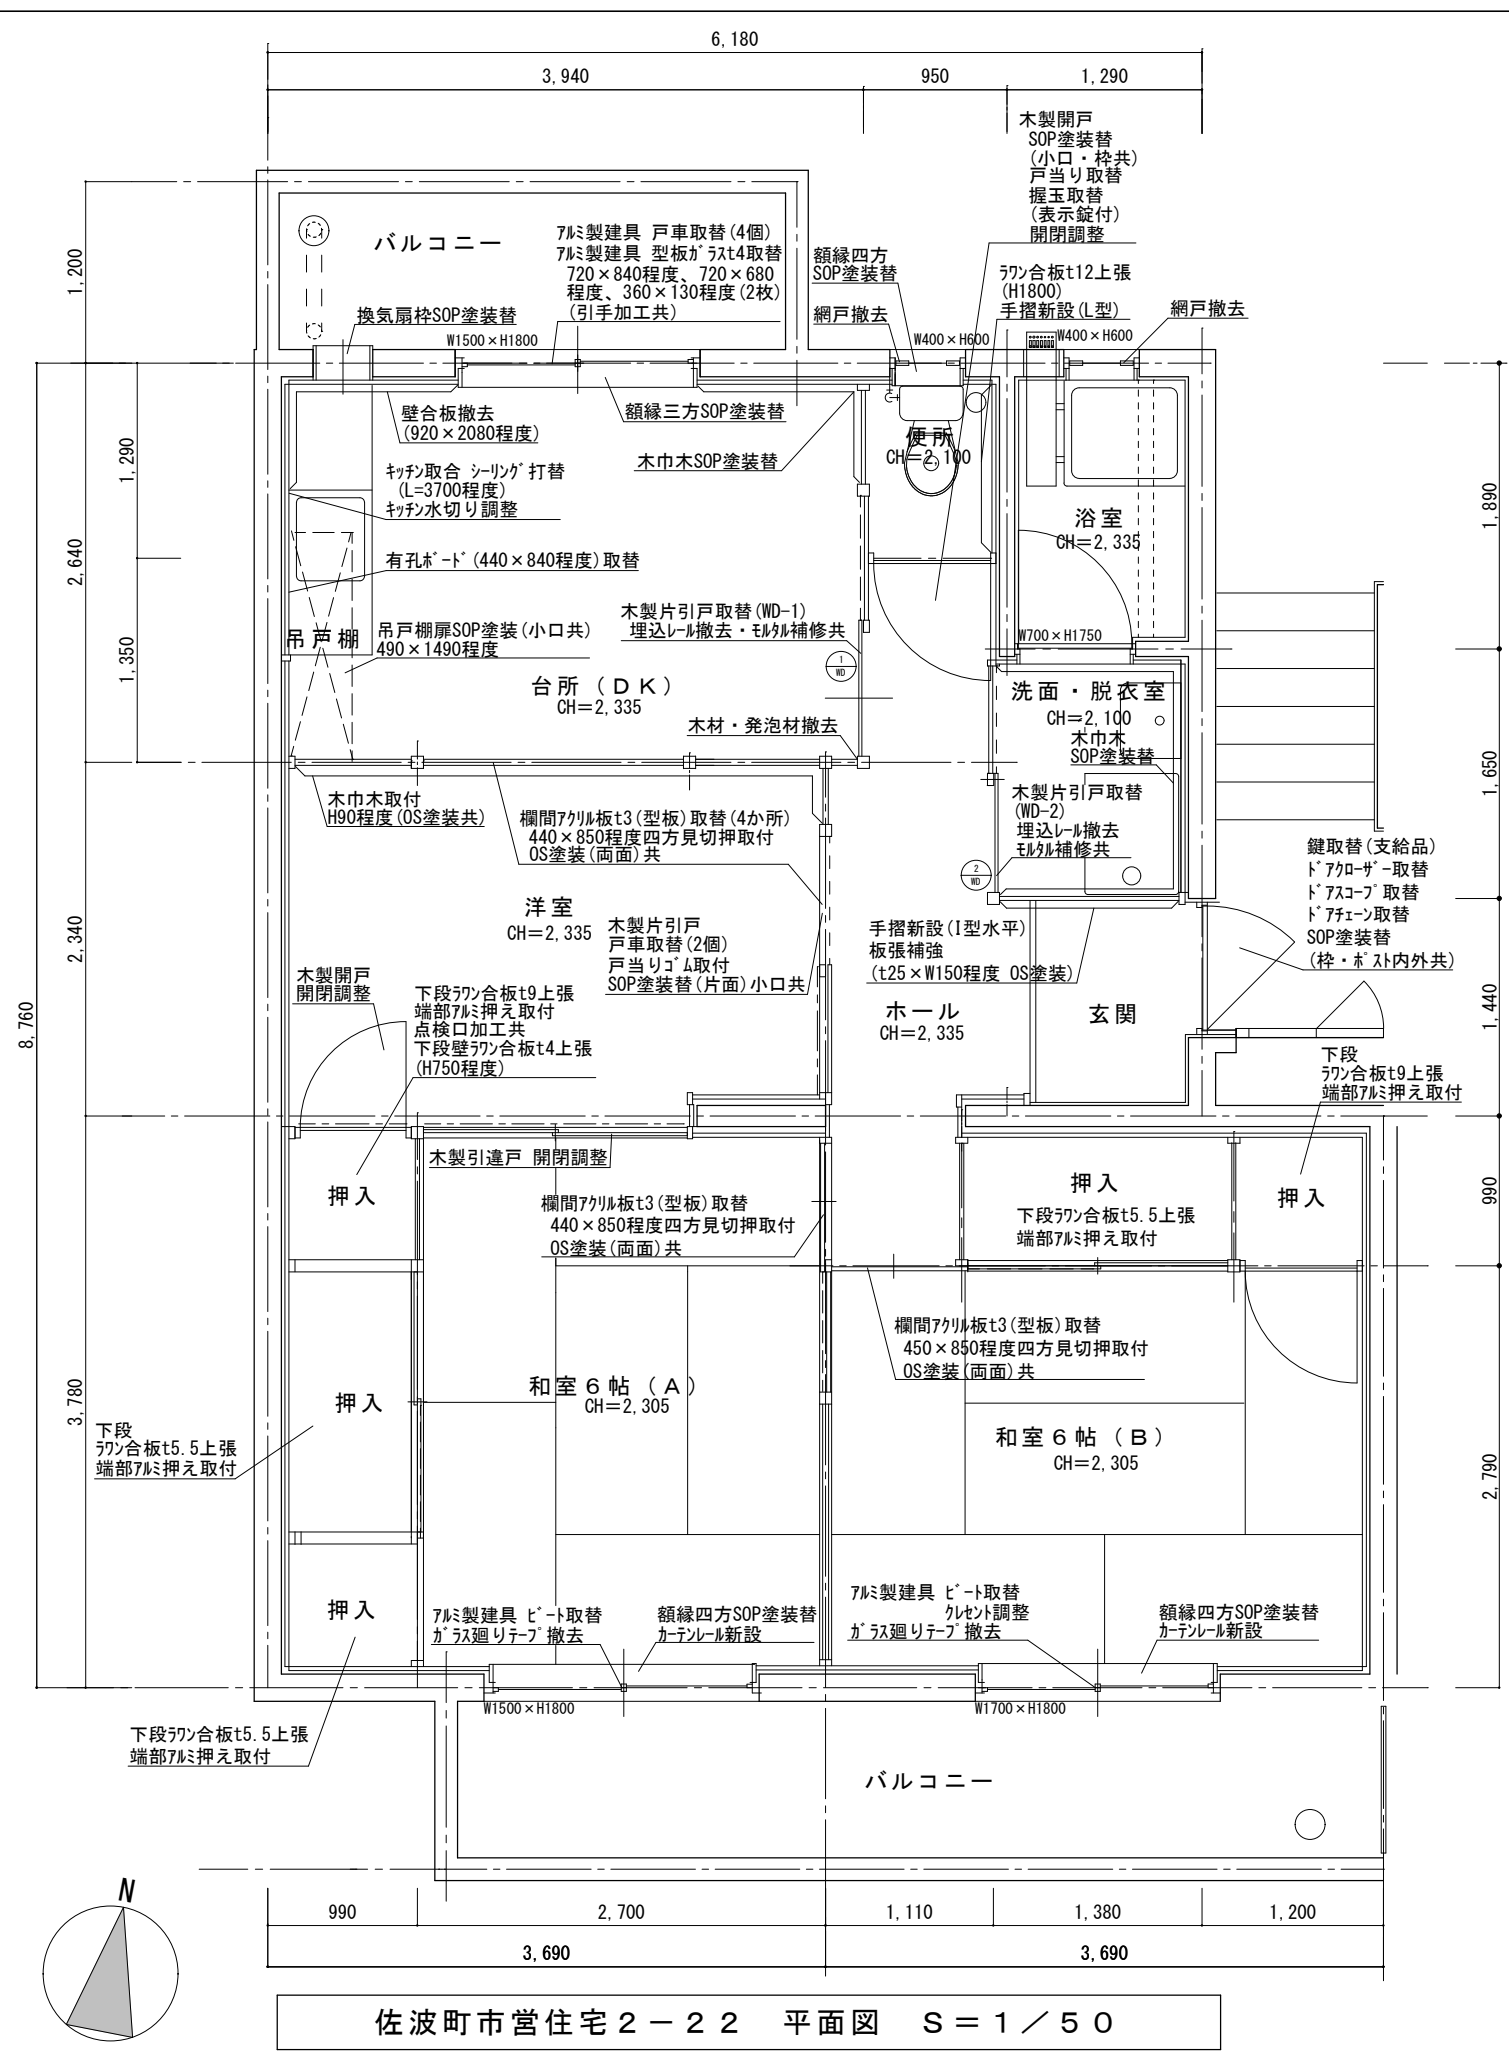 6,180
3,940
950
1,290
木製開戸
SOP塗装替
(小口・枠共)
戸当り取替
握玉取替
(表示錠付)
開閉調整
1,200
バルコニー
アルミ製建具 戸車取替(4個)
アルミ製建具 型板ガラスt4取替
720×840程度、720×680
程度、360×130程度(2枚)
(引手加工共)
額縁四方
SOP塗装替
ラワン合板t12上張
(H1800)
手摺新設(L型)
換気扇枠SOP塗装替
網戸撤去
網戸撤去
W1500×H1800
W400×H600
W400×H600
壁合板撤去
(920×2080程度)
額縁三方SOP塗装替
便所
CH=2,100
1,290
木巾木SOP塗装替
キッチン取合 シーリング打替
(L=3700程度)
キッチン水切り調整
1,890
浴室
CH=2,335
2,640
有孔ボード(440×840程度)取替
木製片引戸取替(WD-1)
埋込レール撤去・モルタル補修共
吊戸棚
吊戸棚扉SOP塗装(小口共)
490×1490程度
W700×H1750
1,350
1
WD
台所(DK)
CH=2,335
洗面・脱衣室
CH=2,100
木材・発泡材撤去
木巾木
SOP塗装替
1,650
木巾木取付
H90程度(OS塗装共)
欄間アクリル板t3(型板)取替(4か所)
440×850程度四方見切押取付
OS塗装(両面)共
木製片引戸取替
(WD-2)
埋込レール撤去
モルタル補修共
2
WD
鍵取替(支給品)
ドアクローザー取替
ドアスコープ取替
ドアチェーン取替
SOP塗装替
(枠・ポスト内外共)
洋室
CH=2,335
木製片引戸
戸車取替(2個)
戸当りゴム取付
SOP塗装替(片面)小口共
手摺新設(I型水平)
板張補強
(t25×W150程度 OS塗装)
2,340
木製開戸
開閉調整
下段ラワン合板t9上張
端部アルミ押え取付
点検口加工共
下段壁ラワン合板t4上張
(H750程度)
8,760
ホール
CH=2,335
玄関
1,440
下段
ラワン合板t9上張
端部アルミ押え取付
木製引違戸 開閉調整
押入
欄間アクリル板t3(型板)取替
440×850程度四方見切押取付
OS塗装(両面)共
押入
下段ラワン合板t5.5上張
端部アルミ押え取付
押入
990
欄間アクリル板t3(型板)取替
450×850程度四方見切押取付
OS塗装(両面)共
和室6帖(A)
CH=2,305
押入
3,780
下段
ラワン合板t5.5上張
端部アルミ押え取付
和室6帖(B)
CH=2,305
2,790
押入
アルミ製建具 ビート取替
ガラス廻りテープ撤去
額縁四方SOP塗装替
カーテンレール新設
アルミ製建具 ビート取替
クレセント調整
ガラス廻りテープ撤去
額縁四方SOP塗装替
カーテンレール新設
W1500×H1800
W1700×H1800
下段ラワン合板t5.5上張
端部アルミ押え取付
バルコニー
N
990
2,700
1,110
1,380
1,200
3,690
3,690
佐波町市営住宅2-22 平面図 S=1/50